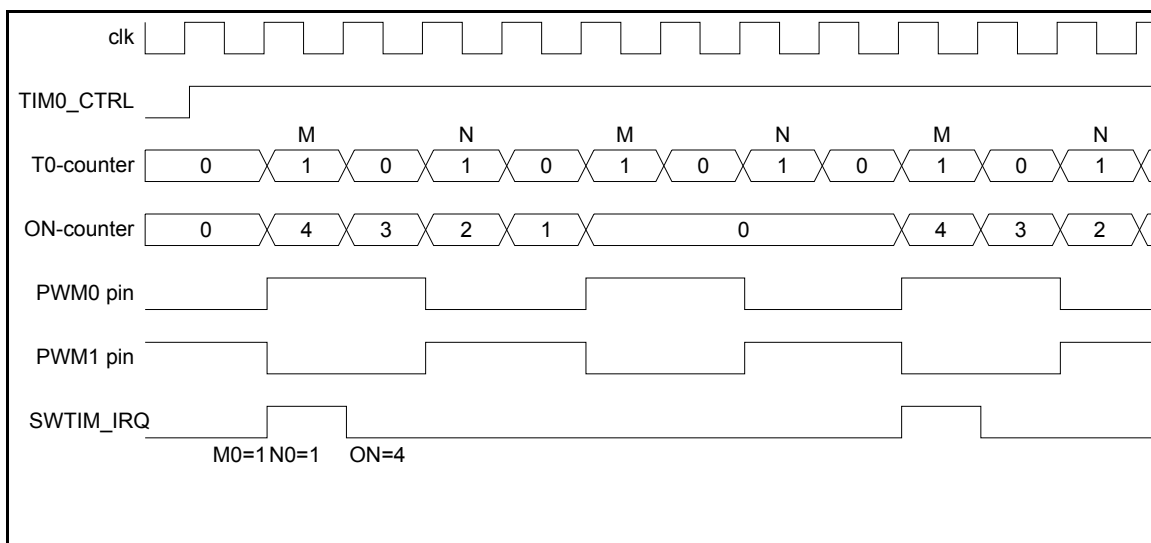 clk
TIM0_CTRL
M N M N M N
T0-counter 0 1 0 1 0 1 0 1 0 1 0 1
ON-counter 0 4 3 2 1 0 4 3 2
PWM0 pin
PWM1 pin
SWTIM_IRQ
M0=1 N0=1 ON=4